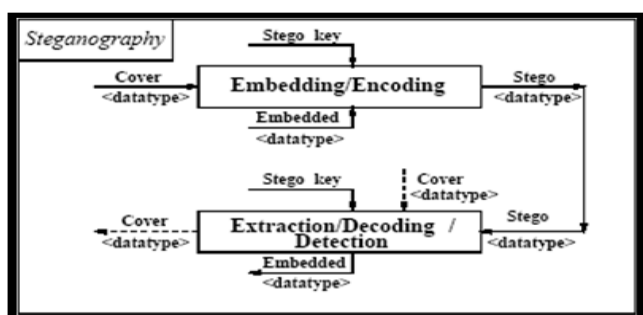 Steganography
Stego key
Cover
<datatype>
Embedding/Encoding
Stego
<datatype>
Embedded
<datatype>
Stego key
Cover
<datatype>
Cover
<datatype>
Extraction/Decoding /
Detection
Stego
<datatype>
Embedded
<datatype>